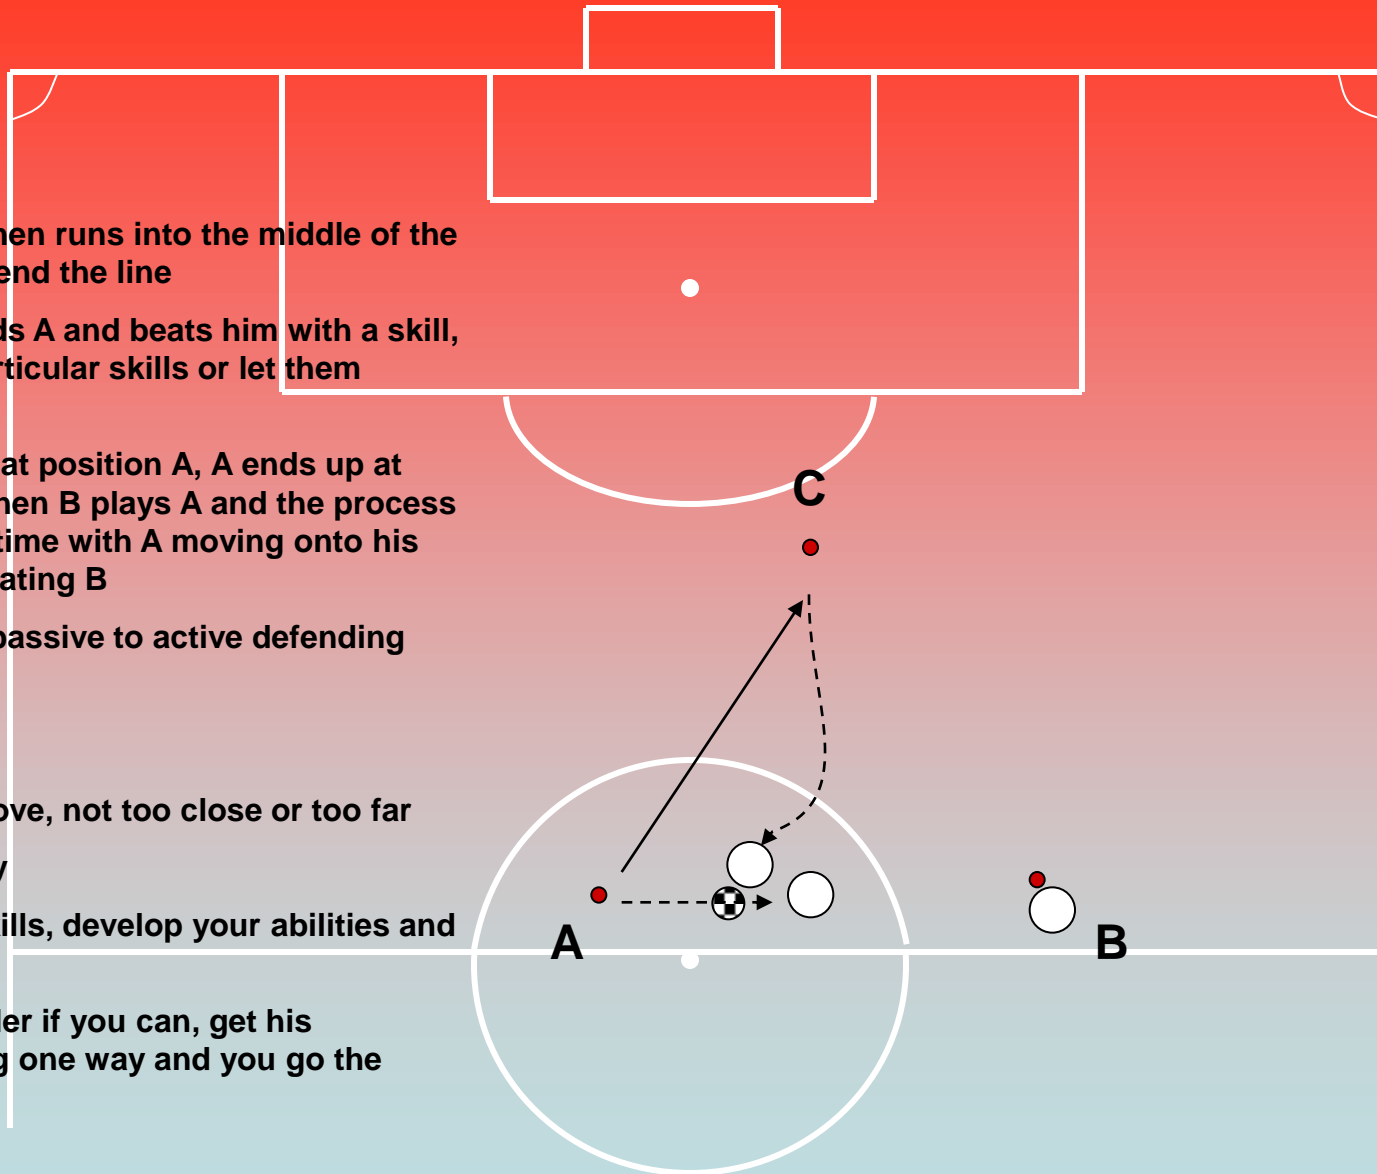 hen runs into the middle of the
end the line
ds A and beats him with a skill,
rticular skills or let them
at position A, A ends up at
hen B plays A and the process
time with A moving onto his
ating B
passive to active defending
ove, not too close or too far
y
ills, develop your abilities and
ler if you can, get his
g one way and you go the
C
A
B